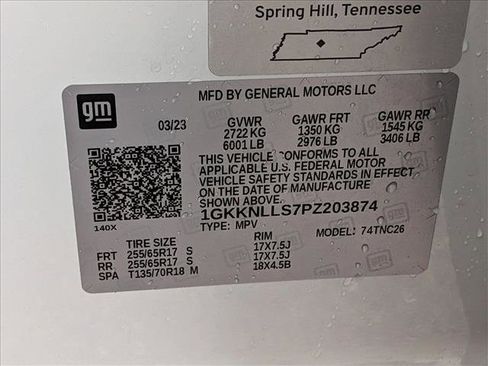 Spring Hill, Tennessee
gm
MFD BY GENERAL MOTORS LLC
03/23 GVWR GAWR FRT GAWR RR
2722 KG 1350 KG 1545 KG
6001 LB 2976 LB 3406 LB
THIS VEHICLE CONFORMS TO ALL
APPLICABLE U.S. FEDERAL MOTOR
VEHICLE SAFETY STANDARDS IN EFFECT
ON THE DATE OF MANUFACTURE
SHOWN ABOVE.
1GKKNLLS7PZ203874
140X TYPE: MPV MODEL: 74TNC26
TIRE SIZE RIM
FRT 255/65R17 S 17X7.5J
RR 255/65R17 S 17X7.5J
SPA T135/70R18 M 18X4.5B